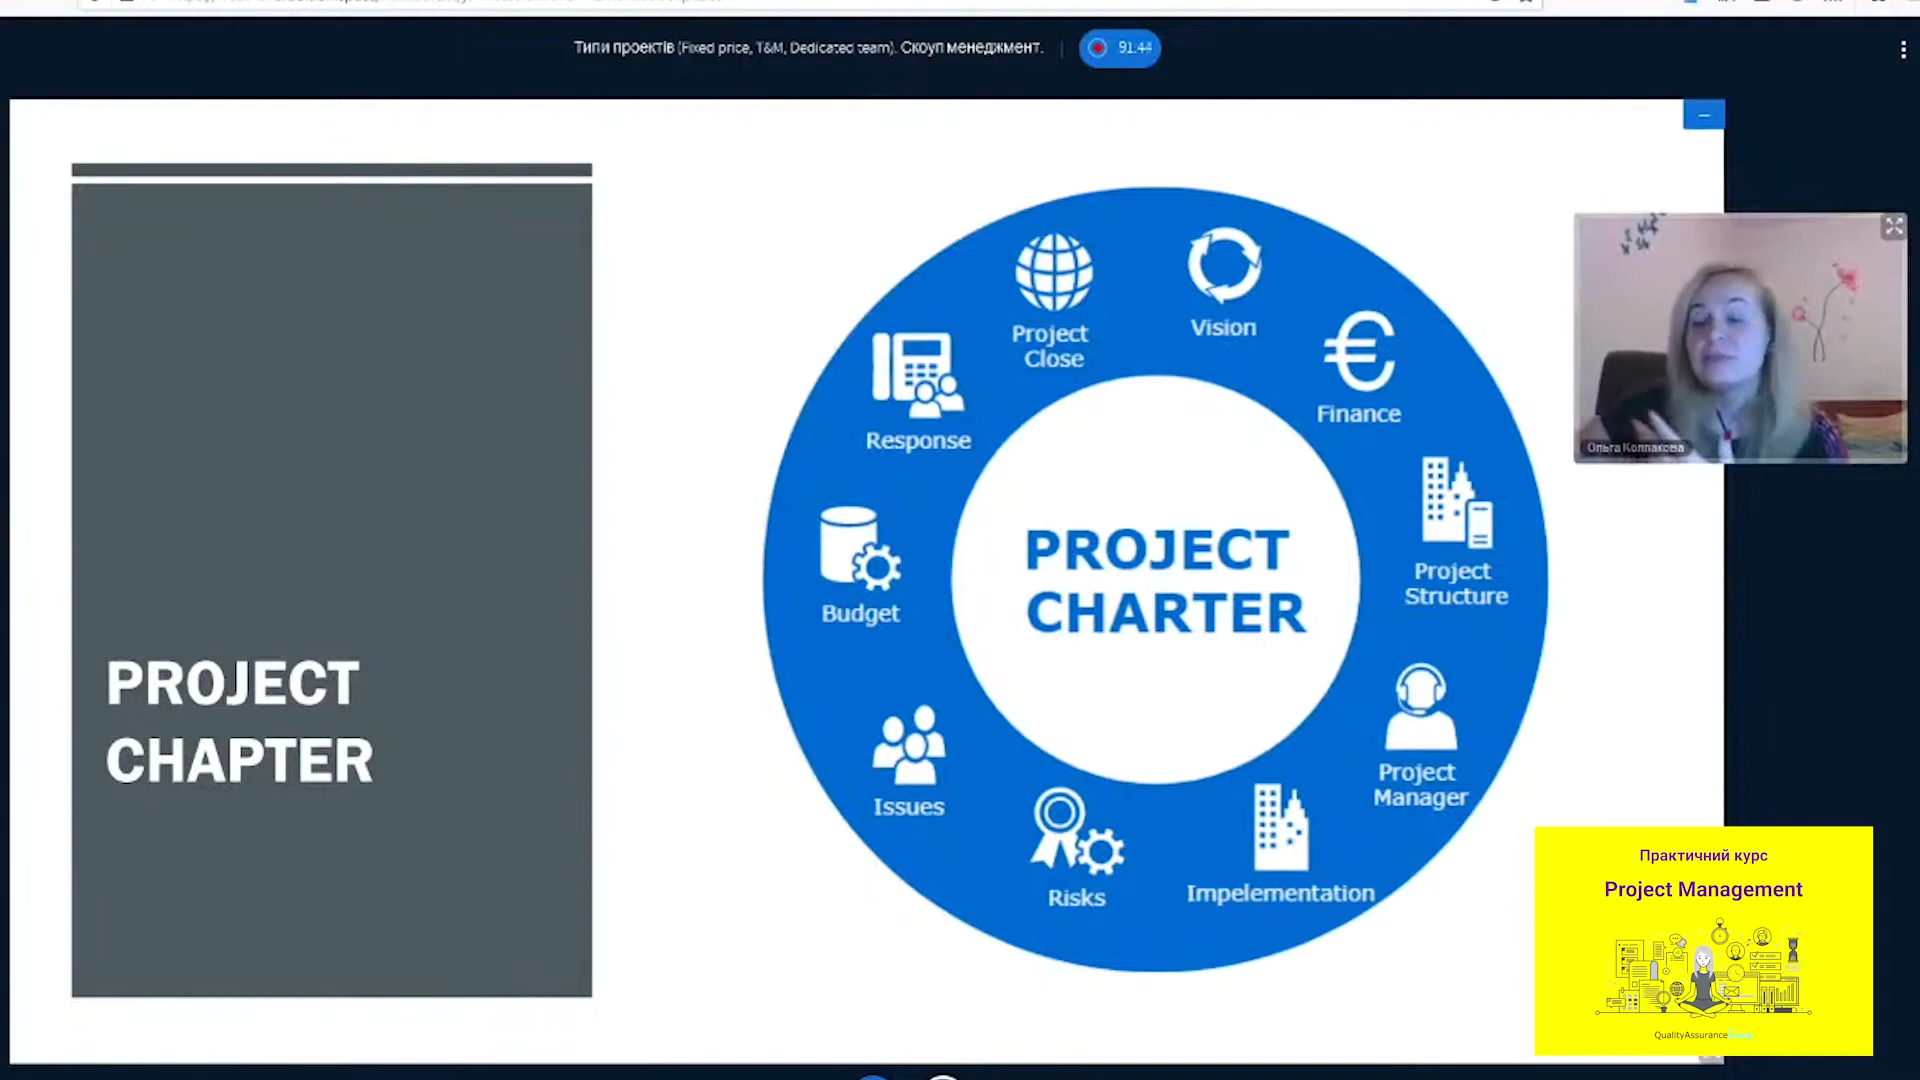 Типи проектів (Fixed price, T&M, Dedicated team). Скоуп менеджмент.
91:44
PROJECT
CHAPTER
Project
Close
Vision
Response
Finance
Budget
Project
Structure
PROJECT
CHARTER
Issues
Project
Manager
Risks
Impelementation
Ольга Колпакова
Практичний курс
Project Management
QualityAssurance